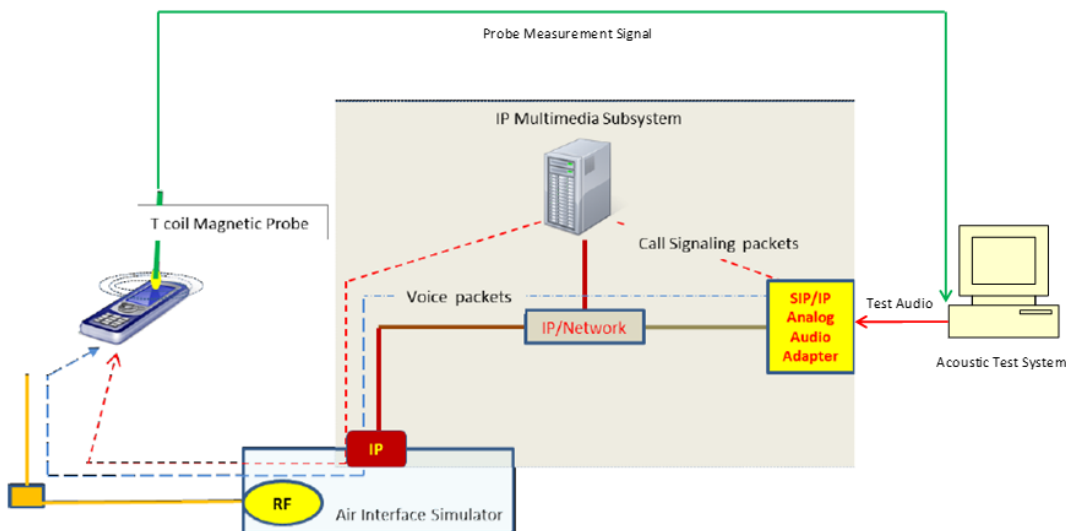 Probe Measurement Signal
IP Multimedia Subsystem
T coil Magnetic Probe
Call Signaling packets
Voice packets
SIP/IP
Analog
Audio
Adapter
Test Audio
IP/Network
Acoustic Test System
IP
RF
Air Interface Simulator